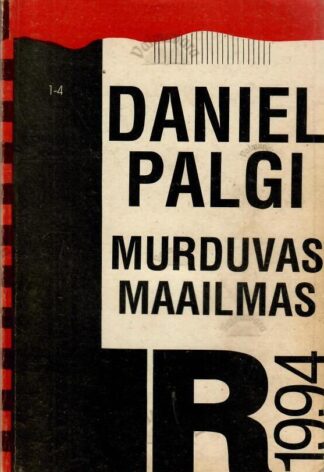 1-4
DANIEL
PALGI
MURDUVAS
MAAILMAS
R
1994